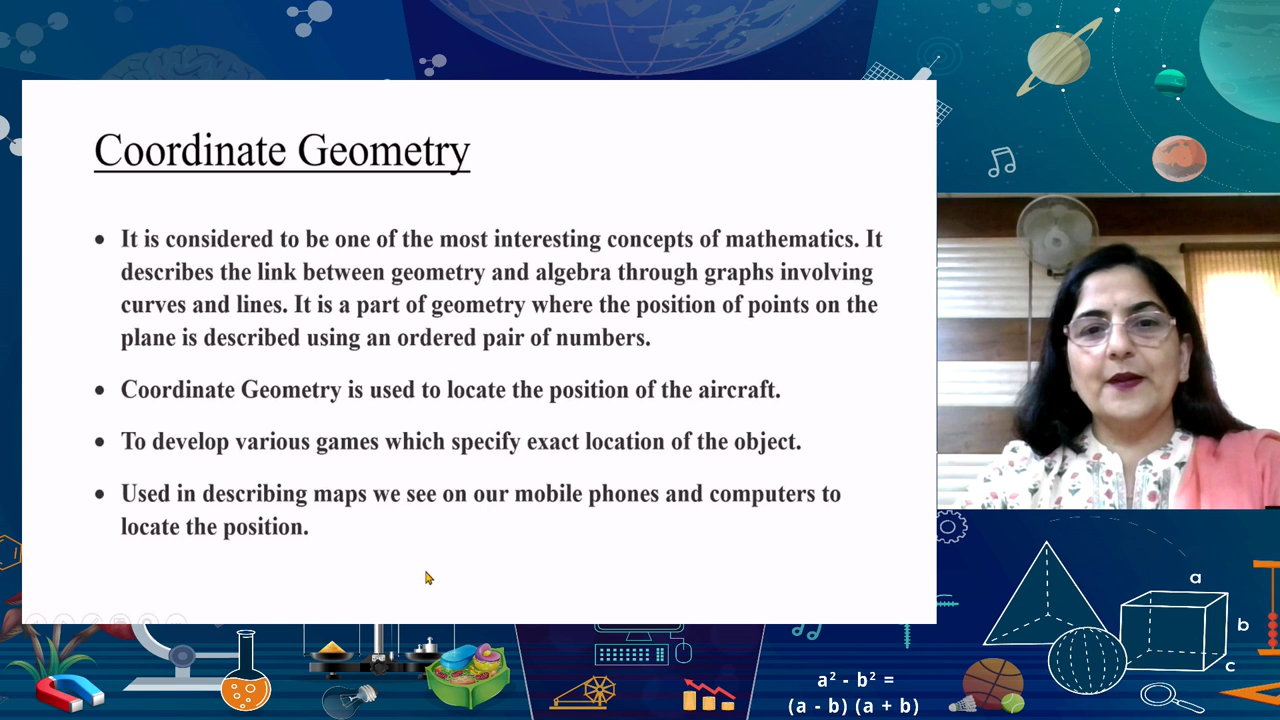 Coordinate Geometry
• It is considered to be one of the most interesting concepts of mathematics. It
describes the link between geometry and algebra through graphs involving
curves and lines. It is a part of geometry where the position of points on the
plane is described using an ordered pair of numbers.
• Coordinate Geometry is used to locate the position of the aircraft.
• To develop various games which specify exact location of the object.
• Used in describing maps we see on our mobile phones and computers to
locate the position.
a
b
c
a² - b² =
(a - b) (a + b)